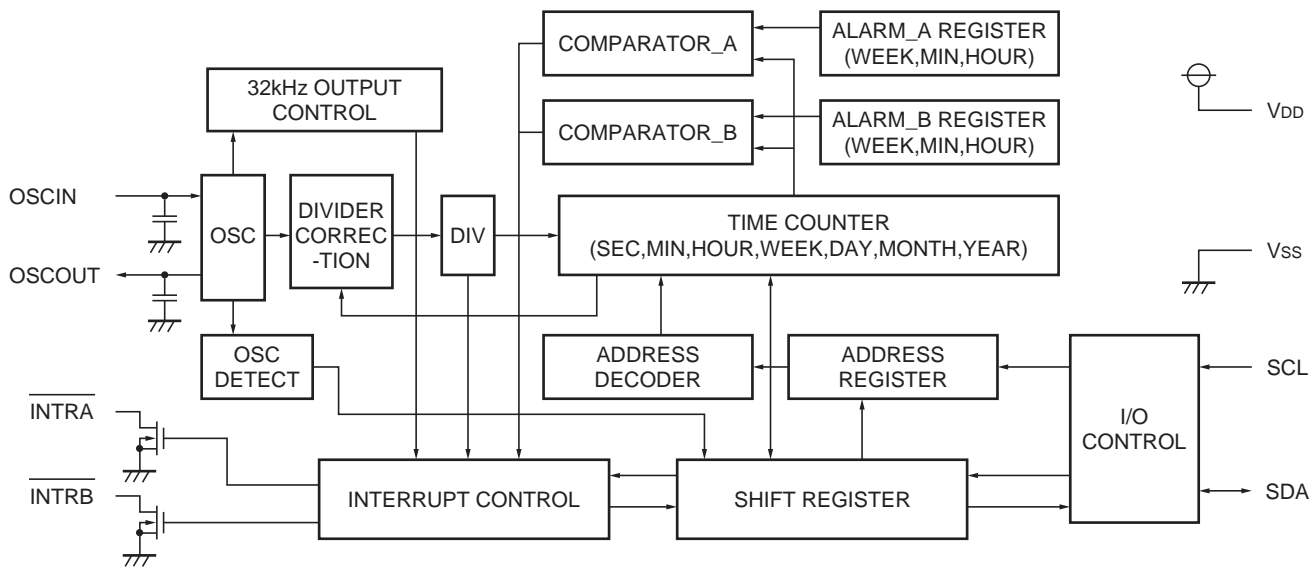 COMPARATOR_A
ALARM_A REGISTER
(WEEK,MIN,HOUR)
32kHz OUTPUT
CONTROL
COMPARATOR_B
ALARM_B REGISTER
(WEEK,MIN,HOUR)
VDD
OSCIN
OSC
DIVIDER
CORREC
-TION
DIV
TIME COUNTER
(SEC,MIN,HOUR,WEEK,DAY,MONTH,YEAR)
OSCOUT
VSS
OSC
DETECT
ADDRESS
DECODER
ADDRESS
REGISTER
I/O
CONTROL
SCL
INTRA
INTRB
INTERRUPT CONTROL
SHIFT REGISTER
SDA